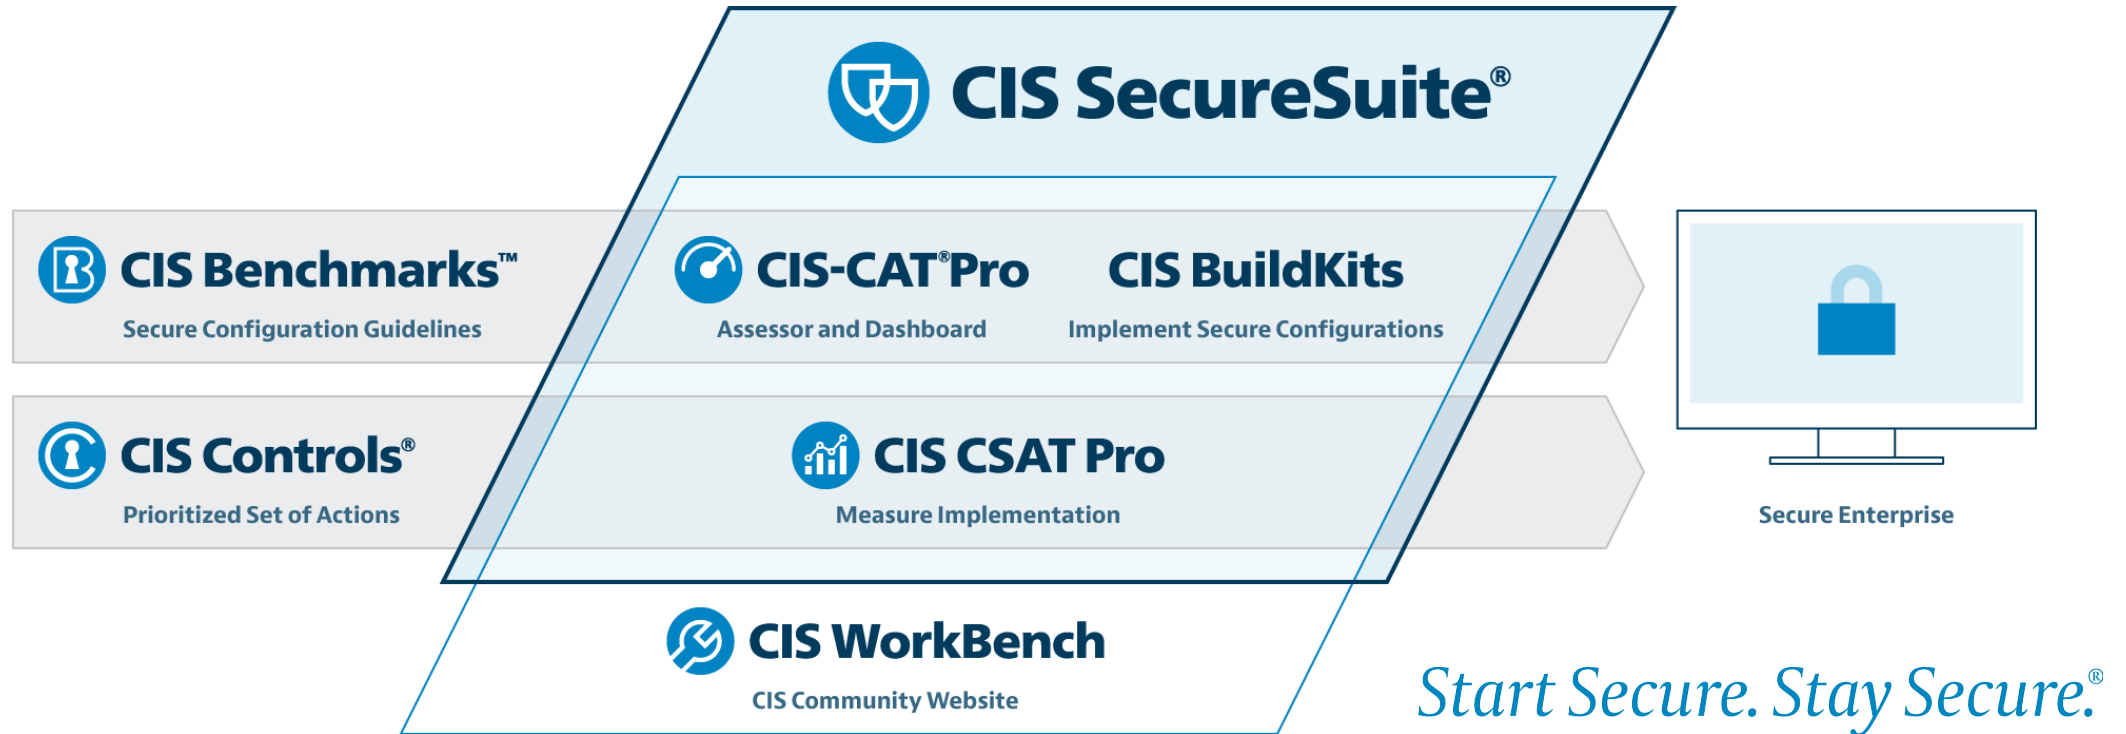 CIS SecureSuite®
CIS Benchmarks™
Secure Configuration Guidelines
CIS-CAT®Pro
Assessor and Dashboard
CIS BuildKits
Implement Secure Configurations
CIS Controls®
Prioritized Set of Actions
CIS CSAT Pro
Measure Implementation
Secure Enterprise
CIS WorkBench
CIS Community Website
Start Secure. Stay Secure.®